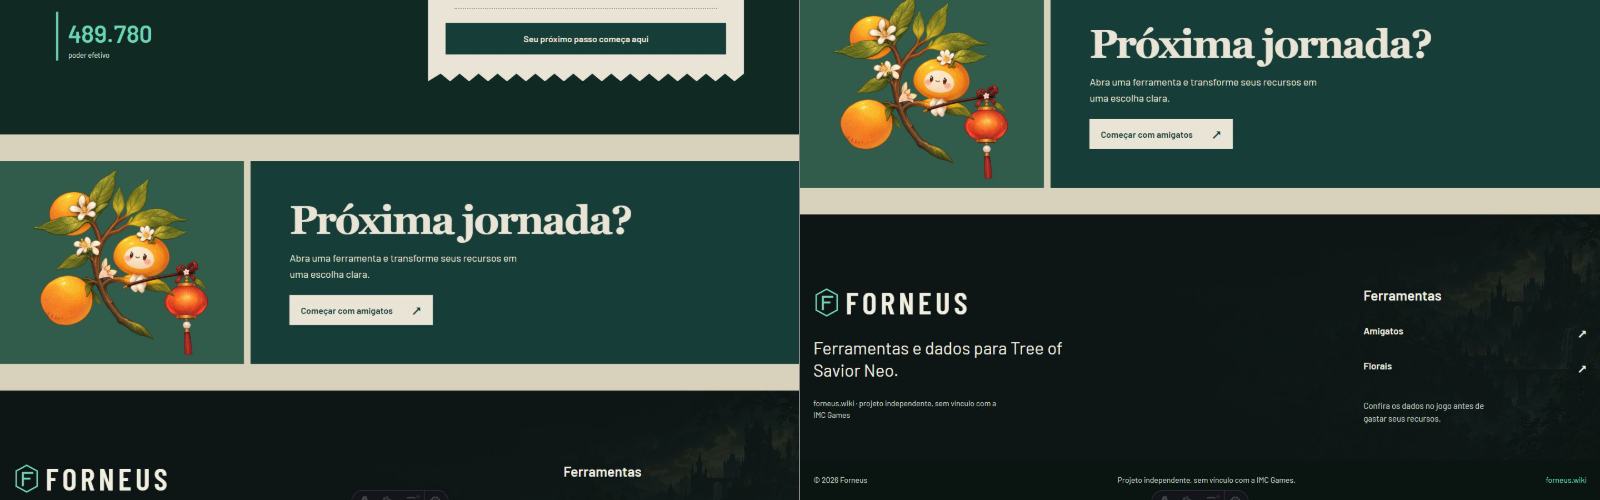 489.780
poder efetivo
Seu próximo passo começa aqui
Próxima jornada?
Abra uma ferramenta e transforme seus recursos em
uma escolha clara.
Começar com amigatos ↗
FORNEUS
Ferramentas
Próxima jornada?
Abra uma ferramenta e transforme seus recursos em
uma escolha clara.
Começar com amigatos ↗
FORNEUS
Ferramentas e dados para Tree of
Savior Neo.
forneus.wiki · projeto independente, sem vínculo com a
IMC Games
Ferramentas
Amigatos ↗
Florais ↗
Confira os dados no jogo antes de
gastar seus recursos.
© 2026 Forneus
Projeto independente, sem vínculo com a IMC Games.
forneus.wiki